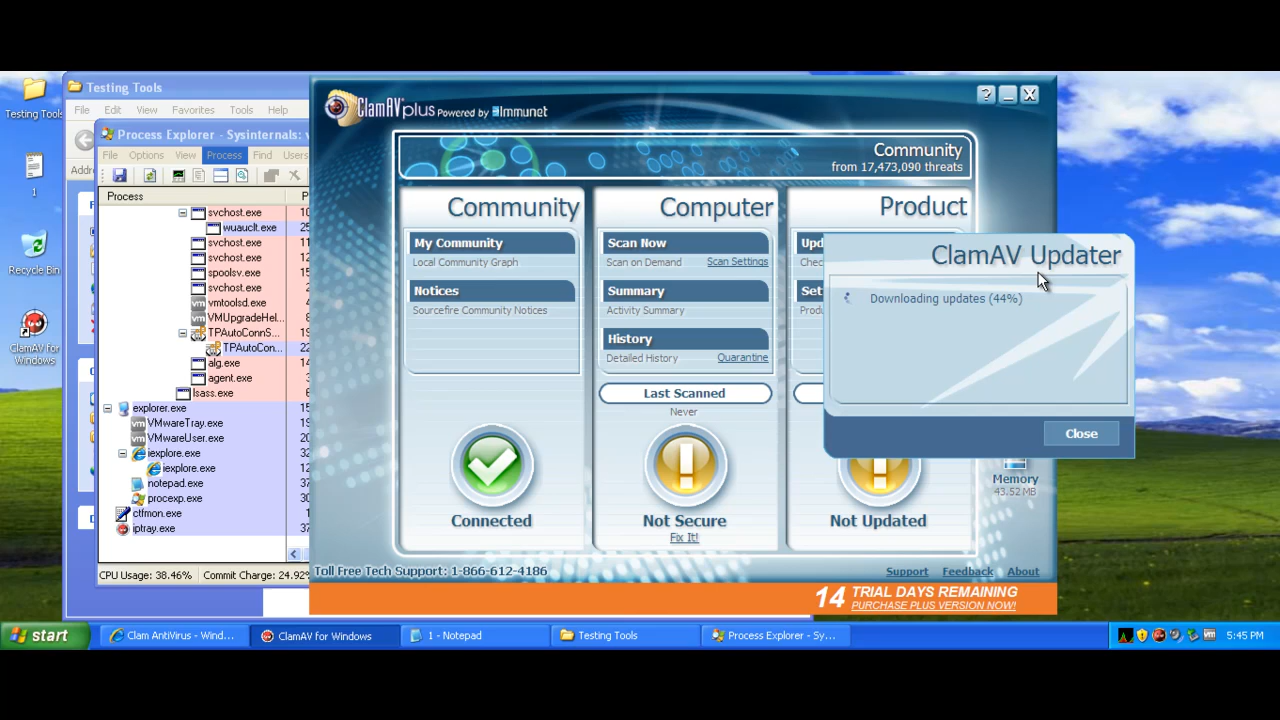 Testing Tools
1
Recycle Bin
ClamAV for
Windows
Testing Tools
File Edit View Favorites Tools Help
Addr
Process Explorer - Sysinternals:
File Options View Process Find Users
Process
svchost.exe
wuauclt.exe
svchost.exe
svchost.exe
spoolsv.exe
svchost.exe
vmtoolsd.exe
VMUpgradeHel...
TPAutoConnS...
TPAutoCon...
alg.exe
agent.exe
lsass.exe
explorer.exe
VMwareTray.exe
VMwareUser.exe
iexplore.exe
iexplore.exe
notepad.exe
procexp.exe
ctfmon.exe
iptray.exe
CPU Usage: 38.46% Commit Charge: 24.92%
ClamAV plus Powered by Immunet
? _ X
Community
from 17,473,090 threats
Community
My Community
Local Community Graph
Notices
Sourcefire Community Notices
Connected
Computer
Scan Now
Scan on Demand Scan Settings
Summary
Activity Summary
History
Detailed History Quarantine
Last Scanned
Never
Not Secure
Fix It!
Product
Upd
Chec
Set
Produ
Not Updated
ClamAV Updater
Downloading updates (44%)
Close
Memory
43.52 MB
Toll Free Tech Support: 1-866-612-4186
Support Feedback About
14 TRIAL DAYS REMAINING
PURCHASE PLUS VERSION NOW!
start
Clam AntiVirus - Wind...
ClamAV for Windows
1 - Notepad
Testing Tools
Process Explorer - Sy...
5:45 PM